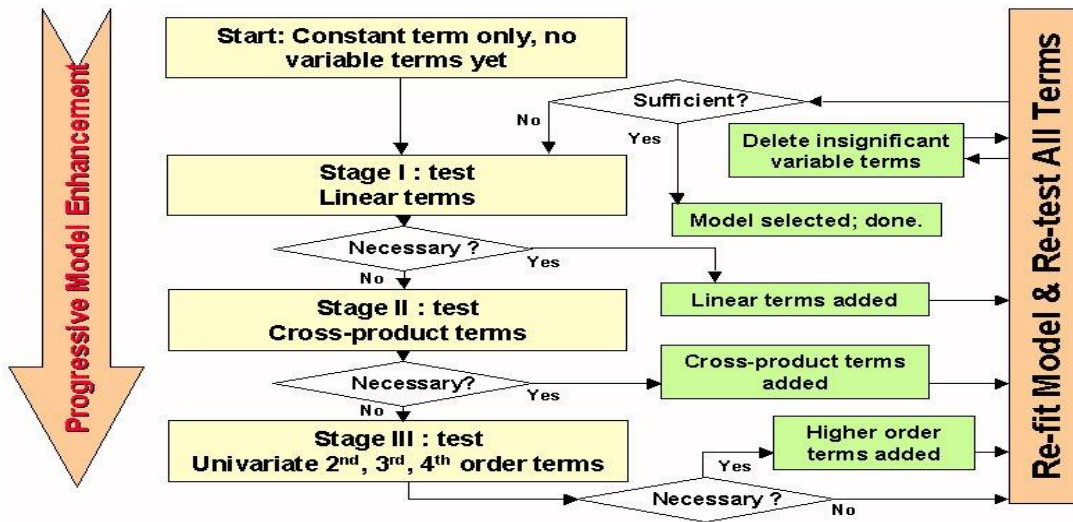 Progressive Model Enhancement
Start: Constant term only, no
variable terms yet
Sufficient?
No
Yes
Delete insignificant
variable terms
Stage I : test
Linear terms
Model selected; done.
Necessary ?
Yes
No
Linear terms added
Stage II : test
Cross-product terms
Necessary?
Yes
No
Cross-product terms
added
Stage III : test
Univariate 2nd, 3rd, 4th order terms
Higher order
terms added
Yes
Necessary ?
No
Re-fit Model & Re-test All Terms